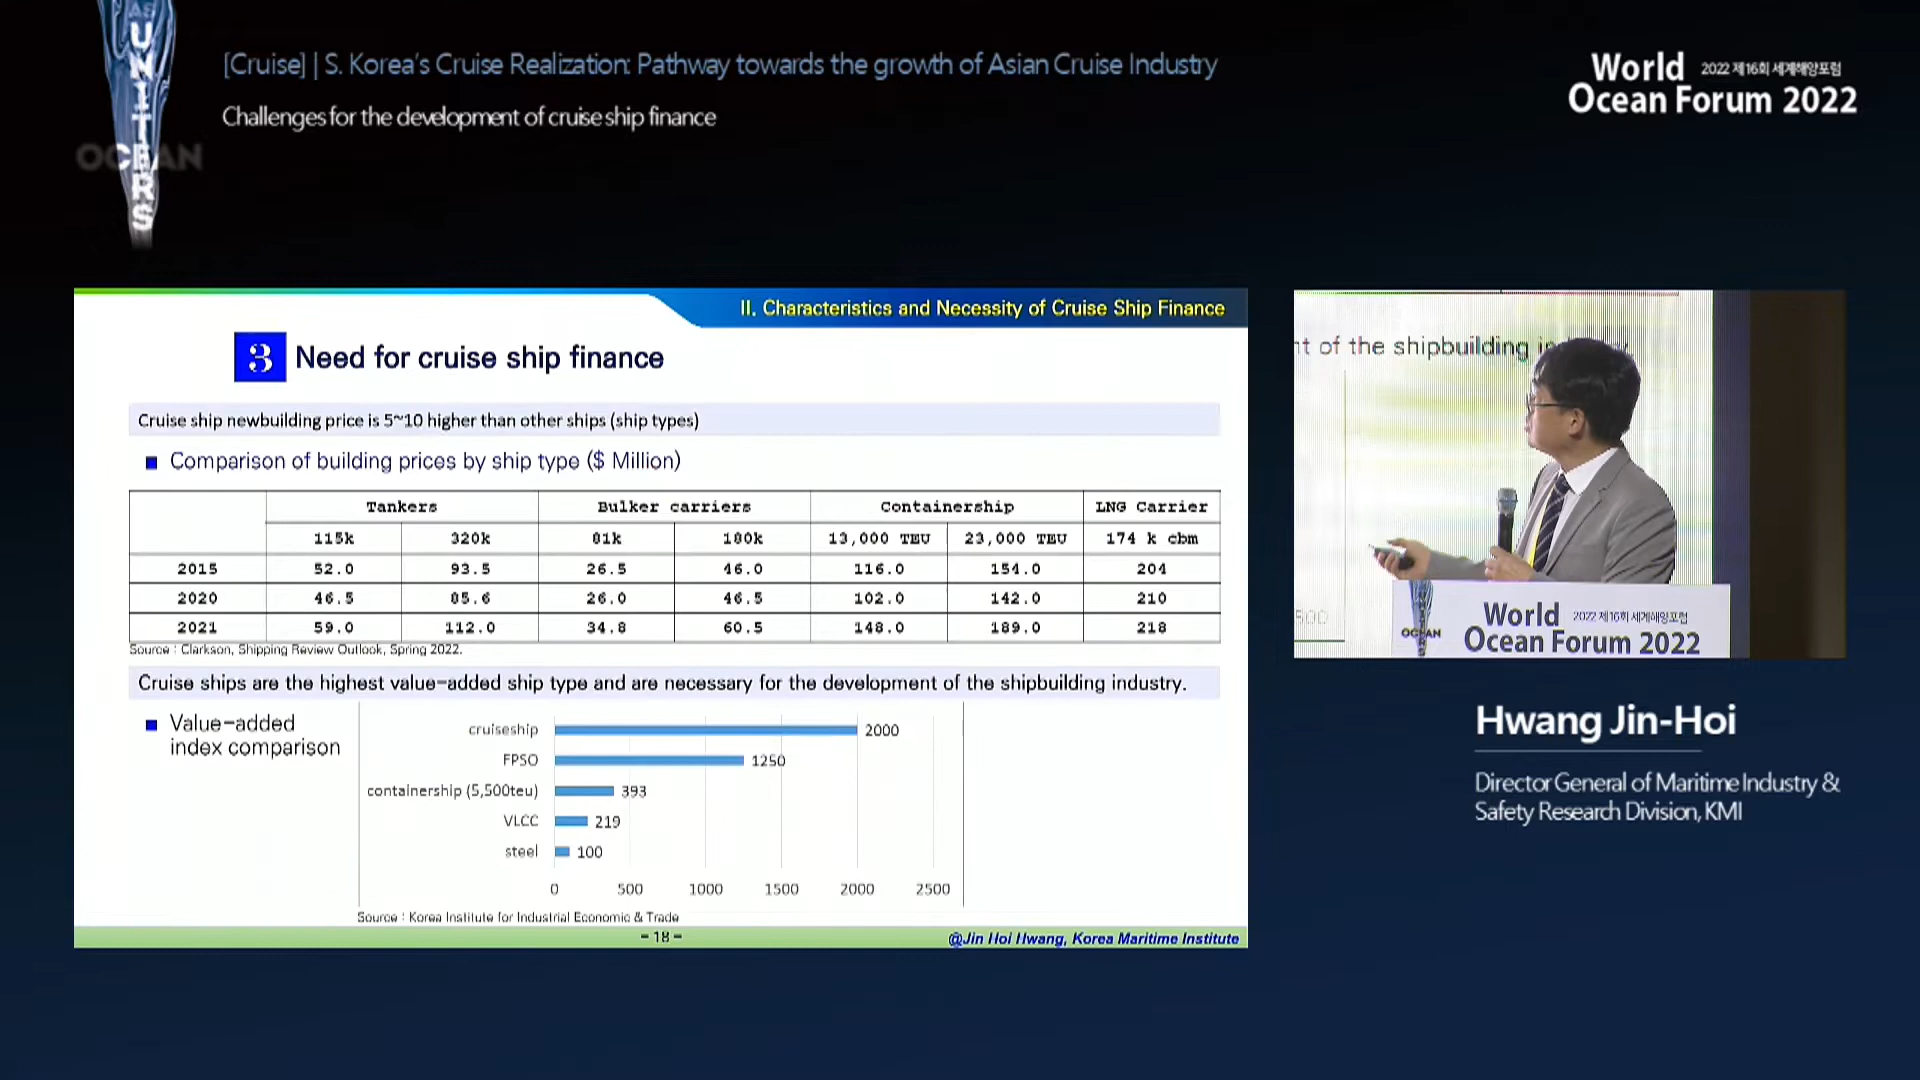 AS
UNITERS
OCEAN
[Cruise] | S. Korea's Cruise Realization: Pathway towards the growth of Asian Cruise Industry
Challenges for the development of cruise ship finance
World 2022 제16회 세계해양포럼
Ocean Forum 2022
II. Characteristics and Necessity of Cruise Ship Finance
3 Need for cruise ship finance
Cruise ship newbuilding price is 5~10 higher than other ships (ship types)
■ Comparison of building prices by ship type ($ Million)
Tankers Bulker carriers Containership LNG Carrier
115k 320k 81k 180k 13,000 TEU 23,000 TEU 174 k cbm
2015 52.0 93.5 26.5 46.0 116.0 154.0 204
2020 46.5 85.6 26.0 46.5 102.0 142.0 210
2021 59.0 112.0 34.8 60.5 148.0 189.0 218
Source : Clarkson, Shipping Review Outlook, Spring 2022.
Cruise ships are the highest value-added ship type and are necessary for the development of the shipbuilding industry.
■ Value-added
index comparison
cruiseship 2000
FPSO 1250
containership (5,500teu) 393
VLCC 219
steel 100
0 500 1000 1500 2000 2500
Source : Korea Institute for Industrial Economic & Trade
- 18 -
@Jin Hoi Hwang, Korea Maritime Institute
of the shipbuilding
500
OCEAN
World 2022 제16회 세계해양포럼
Ocean Forum 2022
Hwang Jin-Hoi
Director General of Maritime Industry &
Safety Research Division, KMI